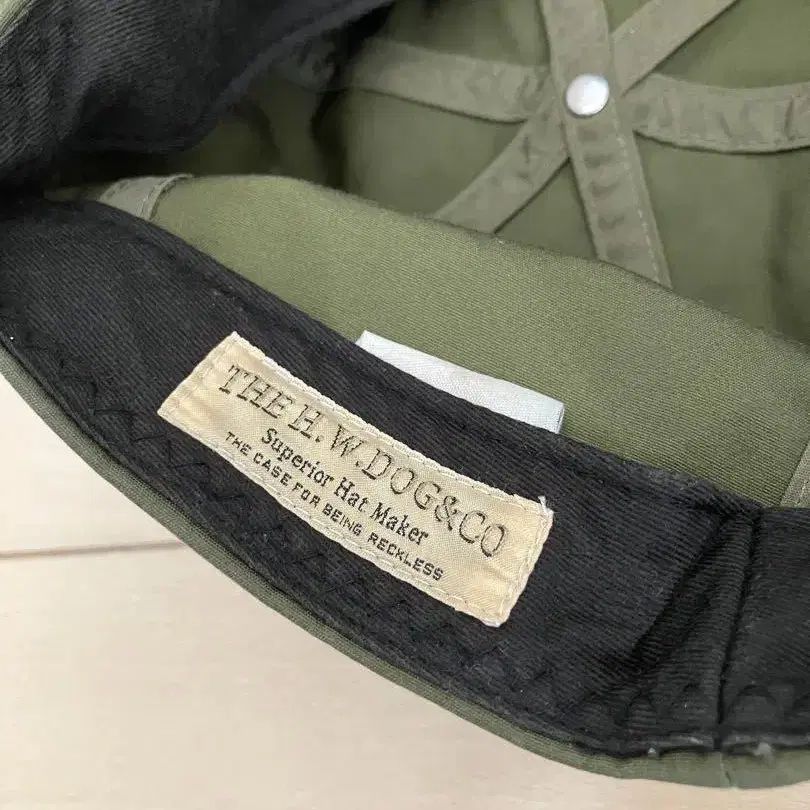 THE H.W.DOG&CO
Superior Hat Maker
THE CASE FOR BEING RECKLESS